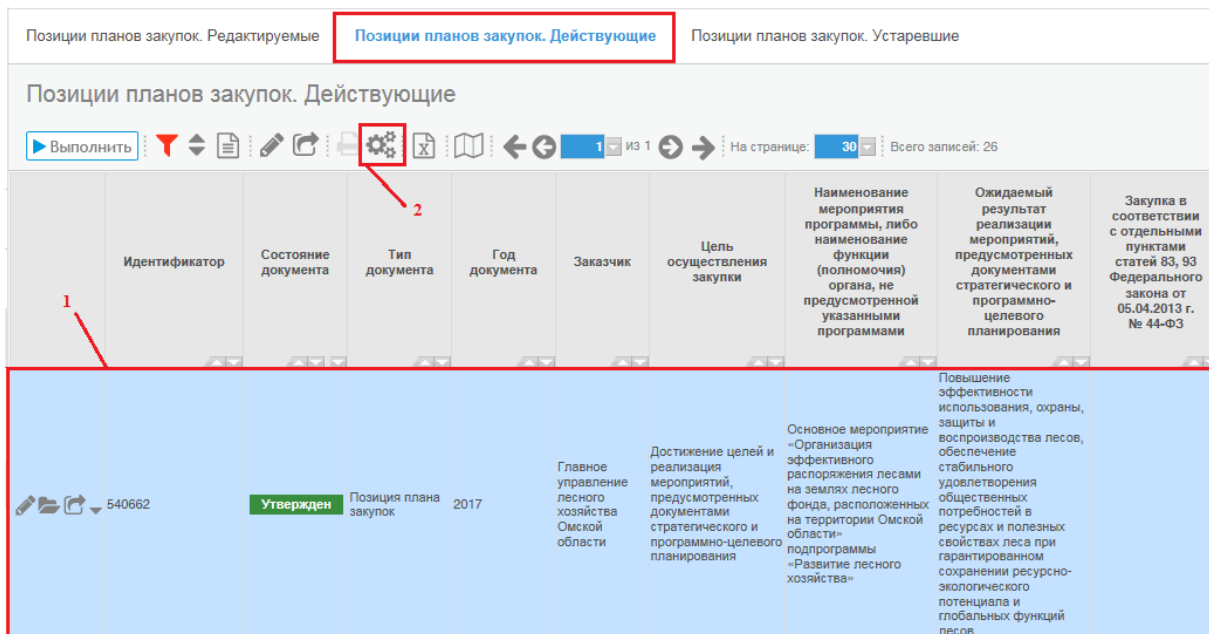 Позиции планов закупок. Редактируемые Позиции планов закупок. Действующие Позиции планов закупок. Устаревшие
Позиции планов закупок. Действующие
Выполнить 1 из 1 На странице: 30 Всего записей: 26
2
1
Идентификатор
Состояние
документа
Тип
документа
Год
документа
Заказчик
Цель
осуществления
закупки
Наименование
мероприятия
программы, либо
наименование
функции
(полномочия)
органа, не
предусмотренной
указанными
программами
Ожидаемый
результат
реализации
мероприятий,
предусмотренных
документами
стратегического и
программно-
целевого
планирования
Закупка в
соответствии
с отдельными
пунктами
статей 83, 93
Федерального
закона от
05.04.2013 г.
№ 44-ФЗ
540662
Утвержден
Позиция плана
закупок
2017
Главное
управление
лесного
хозяйства
Омской
области
Достижение целей и
реализация
мероприятий,
предусмотренных
документами
стратегического и
программно-целевого
планирования
Основное мероприятие
«Организация
эффективного
распоряжения лесами
на землях лесного
фонда, расположенных
на территории Омской
области»
подпрограммы
«Развитие лесного
хозяйства»
Повышение
эффективности
использования, охраны,
защиты и
воспроизводства лесов,
обеспечение
стабильного
удовлетворения
общественных
потребностей в
ресурсах и полезных
свойствах леса при
гарантированном
сохранении ресурсно-
экологического
потенциала и
глобальных функций
лесов